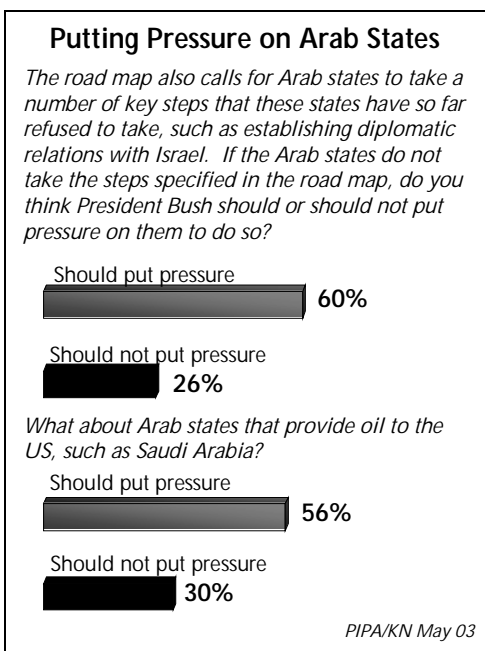 Putting Pressure on Arab States
The road map also calls for Arab states to take a
number of key steps that these states have so far
refused to take, such as establishing diplomatic
relations with Israel.  If the Arab states do not
take the steps specified in the road map, do you
think President Bush should or should not put
pressure on them to do so?
Should put pressure
60%
Should not put pressure
26%
What about Arab states that provide oil to the
US, such as Saudi Arabia?
Should put pressure
56%
Should not put pressure
30%
PIPA/KN May 03